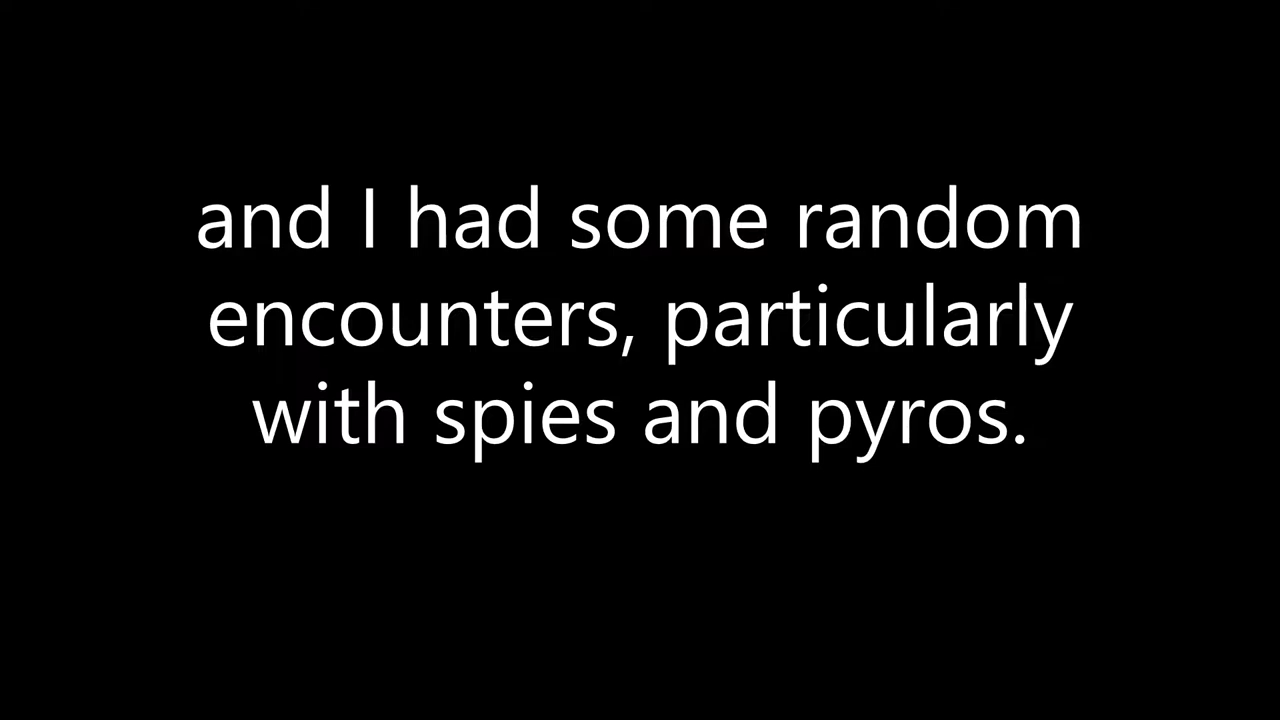 and I had some random
encounters, particularly
with spies and pyros.